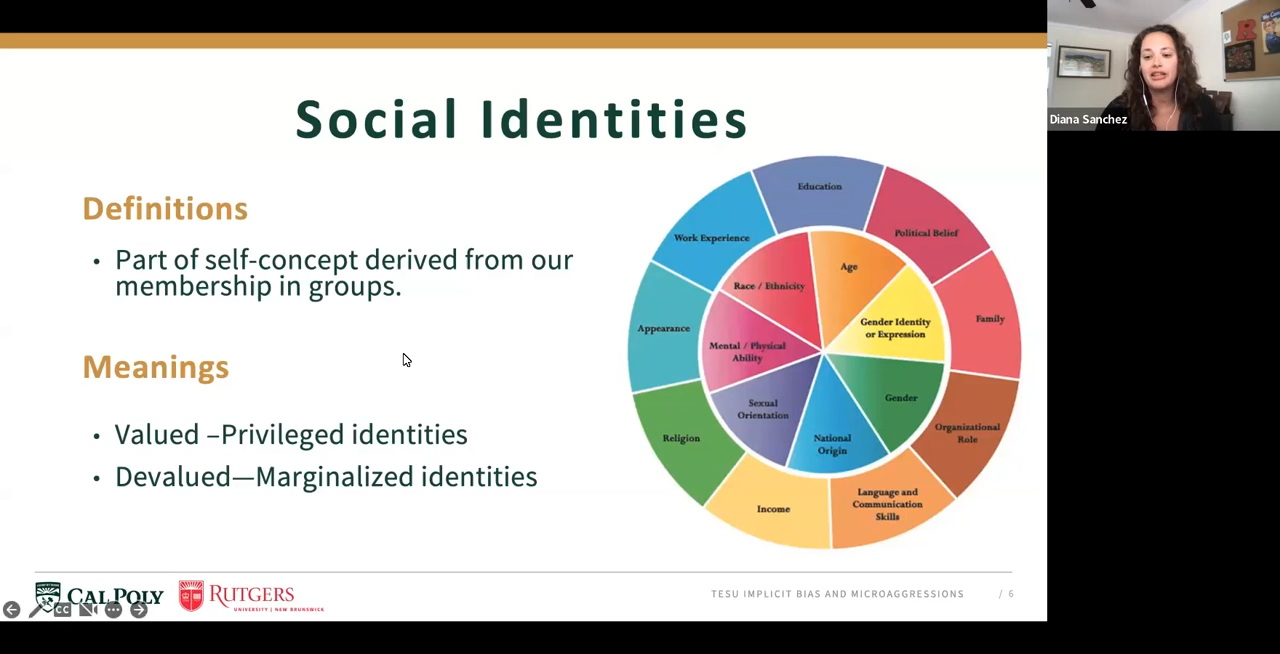 Social Identities
Definitions
• Part of self-concept derived from our
membership in groups.
Meanings
• Valued –Privileged identities
• Devalued—Marginalized identities
Education
Political Belief
Family
Organizational
Role
Language and
Communication
Skills
Income
Religion
Appearance
Work Experience
Age
Gender Identity
or Expression
Gender
National
Origin
Sexual
Orientation
Mental / Physical
Ability
Race / Ethnicity
CAL POLY
RUTGERS
UNIVERSITY | NEW BRUNSWICK
CC
TESU IMPLICIT BIAS AND MICROAGGRESSIONS
/ 6
Diana Sanchez
R